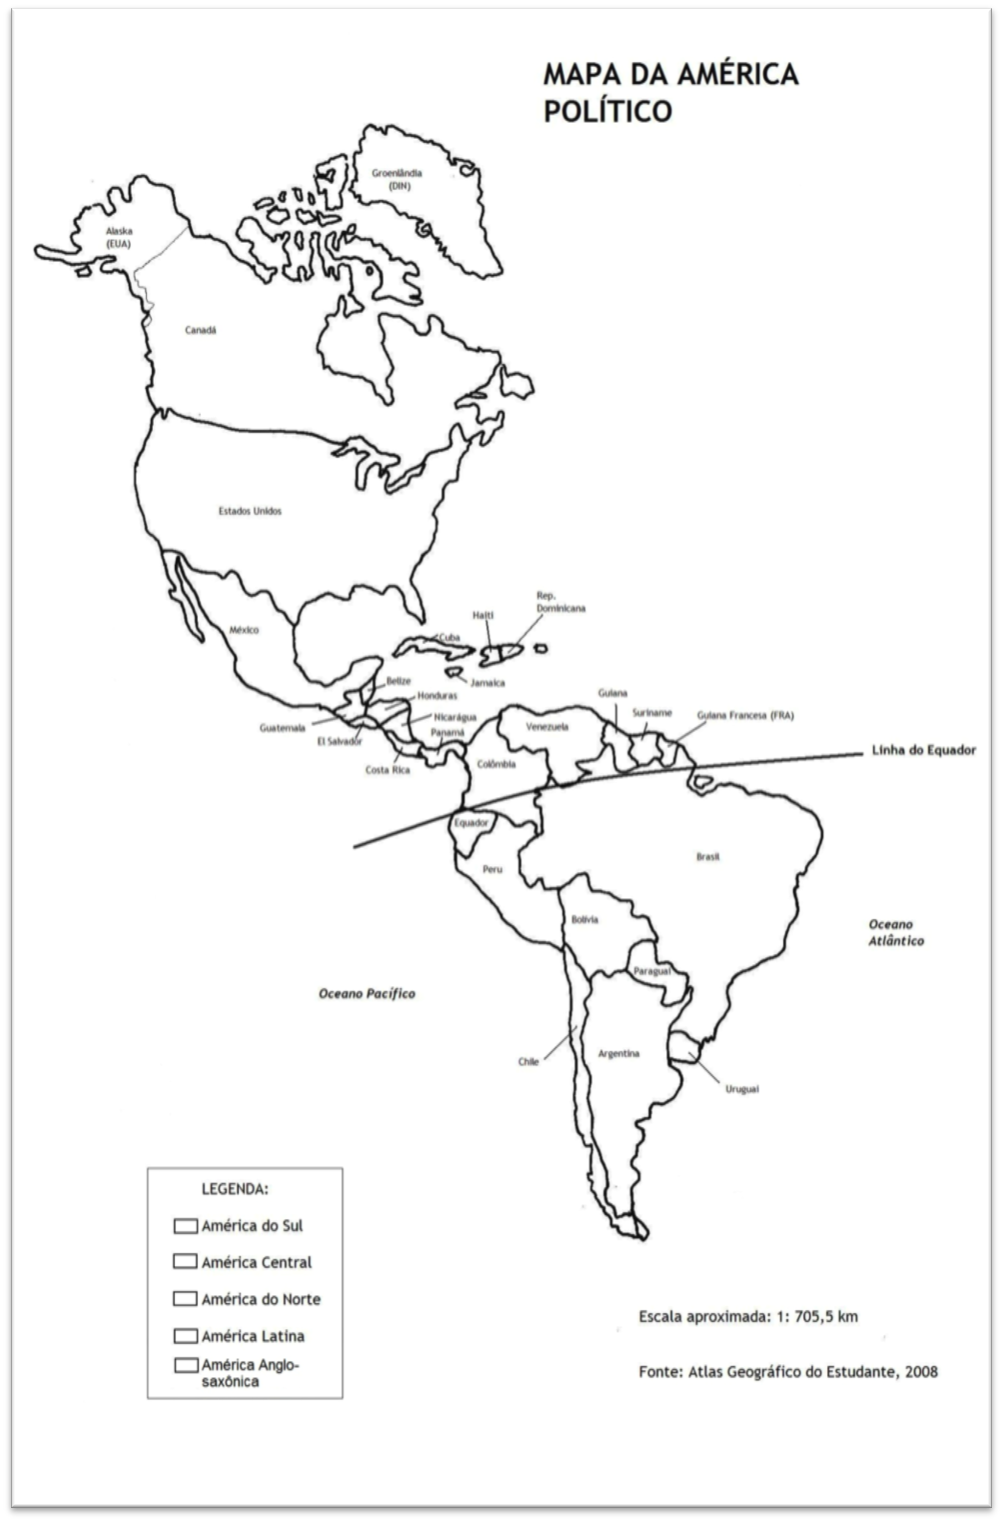 MAPA DA AMÉRICA
POLÍTICO
Groenlândia
(DIN)
Alaska
(EUA)
Canadá
Estados Unidos
México
Rep.
Dominicana
Haiti
Cuba
Jamaica
Belize
Honduras
Guatemala
Nicarágua
El Salvador
Panamá
Costa Rica
Guiana
Suriname
Guiana Francesa (FRA)
Venezuela
Colômbia
Linha do Equador
Equador
Peru
Brasil
Bolívia
Oceano
Atlântico
Paraguai
Oceano Pacífico
Chile
Argentina
Uruguai
LEGENDA:
América do Sul
América Central
América do Norte
América Latina
América Anglo-
saxônica
Escala aproximada: 1: 705,5 km
Fonte: Atlas Geográfico do Estudante, 2008